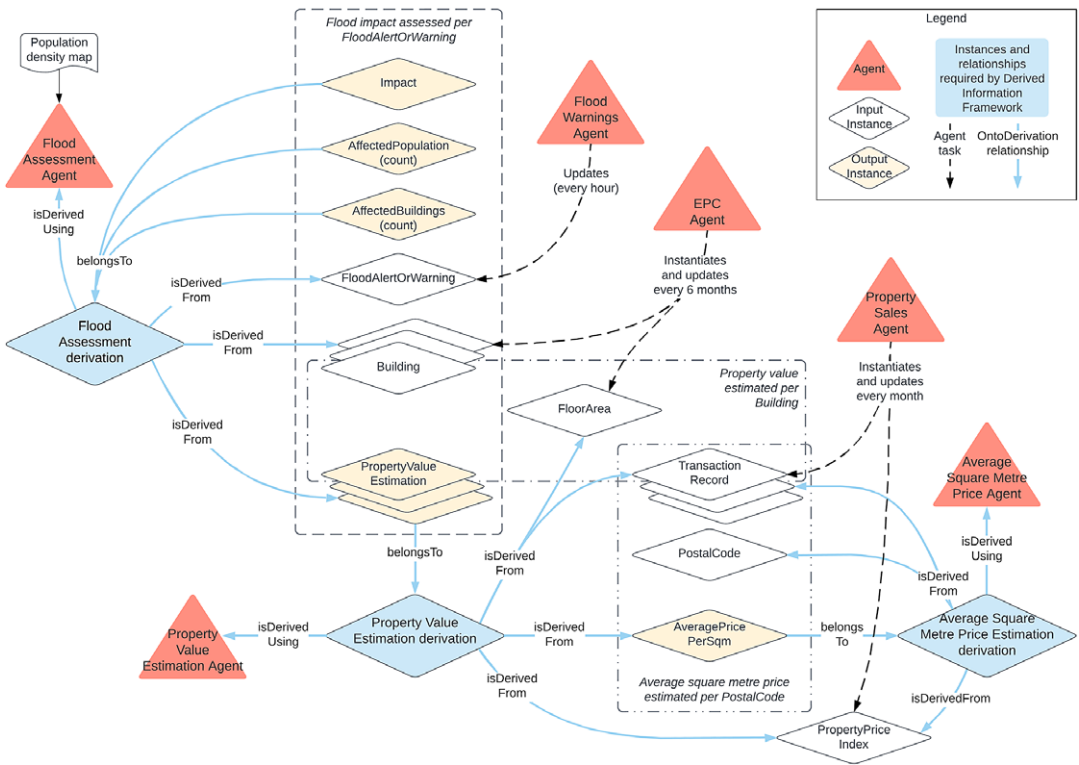 Population
density map
Flood
Assessment
Agent
isDerived
Using
belongsTo
Flood
Assessment
derivation
isDerived
From
isDerived
From
isDerived
From
Flood impact assessed per
FloodAlertOrWarning
Impact
AffectedPopulation
(count)
AffectedBuildings
(count)
FloodAlertOrWarning
Building
PropertyValue
Estimation
belongsTo
Flood
Warnings
Agent
Updates
(every hour)
EPC
Agent
Instantiates
and updates
every 6 months
Property
Sales
Agent
Instantiates
and updates
every month
Property value
estimated per
Building
FloorArea
Transaction
Record
PostalCode
AveragePrice
PerSqm
Average square metre price
estimated per PostalCode
Average
Square Metre
Price Agent
isDerived
Using
isDerived
From
belongs
To
Average Square
Metre Price Estimation
derivation
isDerivedFrom
PropertyPrice
Index
Property
Value
Estimation Agent
isDerived
Using
Property Value
Estimation derivation
isDerived
From
isDerived
From
isDerived
From
Legend
Agent
Input
Instance
Output
Instance
Instances and
relationships
required by Derived
Information
Framework
Agent
task
OntoDerivation
relationship